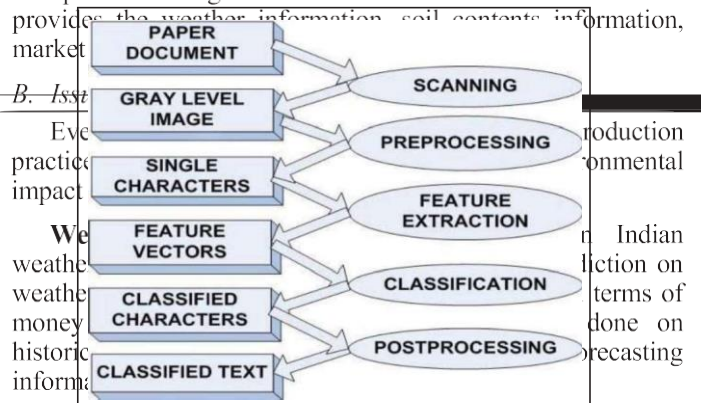 provides the weather information, soil contents information,
market
B. Iss
Eve roduction
practice onmental
impact
We n Indian
weathe diction on
weathe terms of
money done on
historic orecasting
informa
PAPER
DOCUMENT
SCANNING
GRAY LEVEL
IMAGE
PREPROCESSING
SINGLE
CHARACTERS
FEATURE
EXTRACTION
FEATURE
VECTORS
CLASSIFICATION
CLASSIFIED
CHARACTERS
POSTPROCESSING
CLASSIFIED TEXT